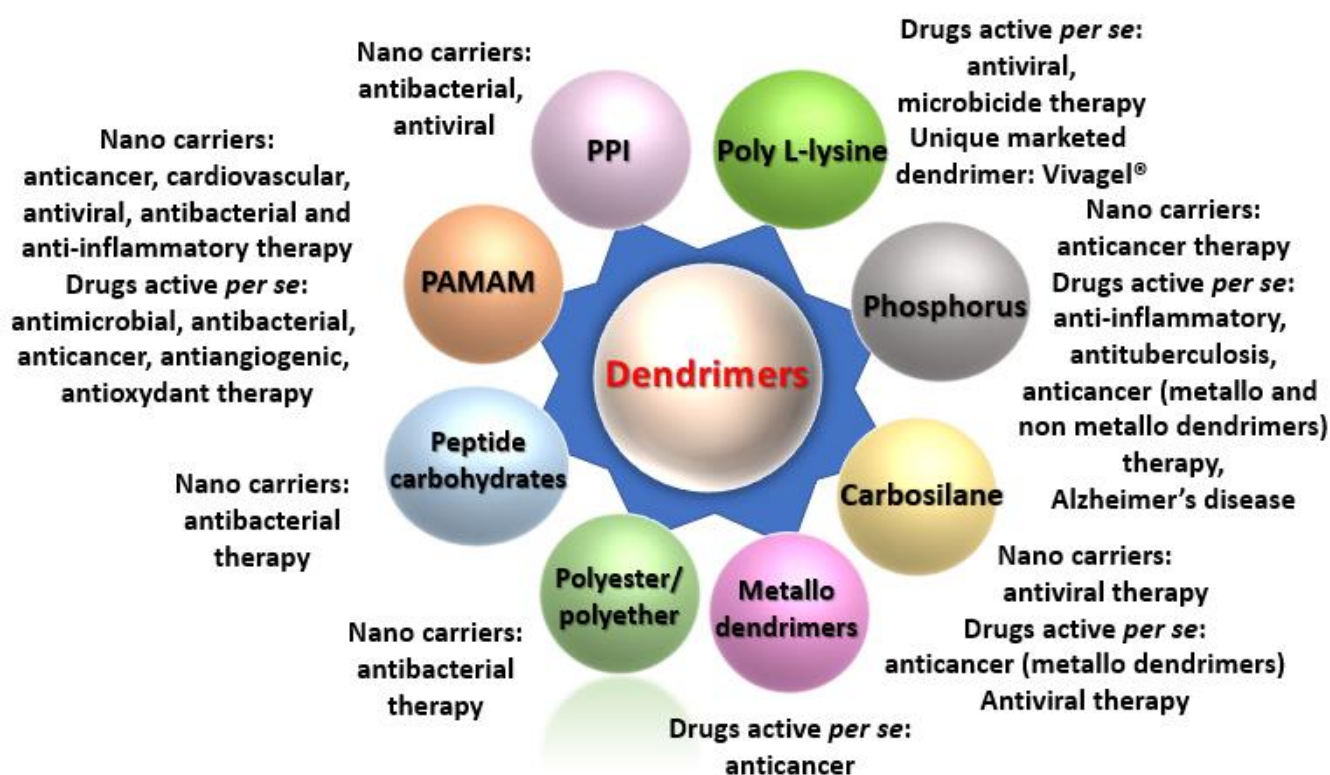 Nano carriers:
antibacterial,
antiviral
PPI
Poly L-lysine
Drugs active per se:
antiviral,
microbicide therapy
Unique marketed
dendrimer: Vivagel®
Nano carriers:
anticancer, cardiovascular,
antiviral, antibacterial and
anti-inflammatory therapy
Drugs active per se:
antimicrobial, antibacterial,
anticancer, antiangiogenic,
antioxydant therapy
PAMAM
Phosphorus
Nano carriers:
anticancer therapy
Drugs active per se:
anti-inflammatory,
antituberculosis,
anticancer (metallo and
non metallo dendrimers)
therapy,
Alzheimer’s disease
Dendrimers
Nano carriers:
antibacterial
therapy
Peptide
carbohydrates
Carbosilane
Nano carriers:
antiviral therapy
Drugs active per se:
anticancer (metallo dendrimers)
Antiviral therapy
Nano carriers:
antibacterial
therapy
Polyester/
polyether
Metallo
dendrimers
Drugs active per se:
anticancer